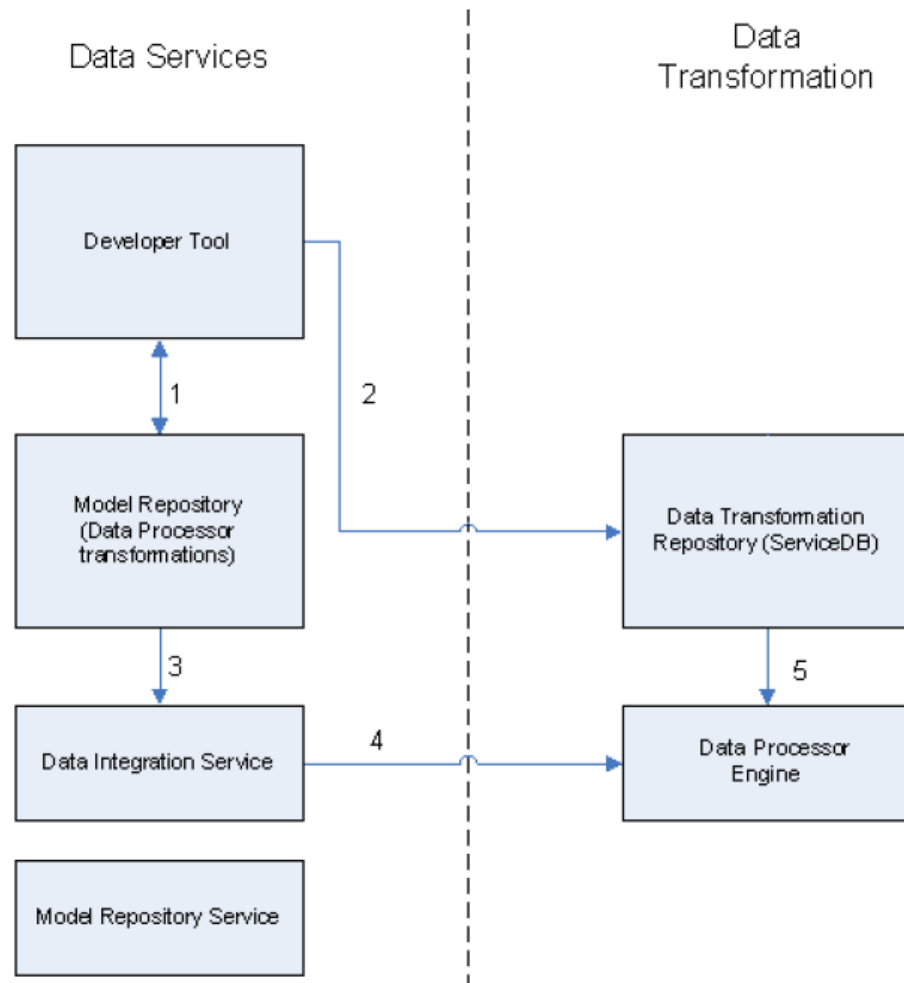 Data Services
Data
Transformation
Developer Tool
1
2
Model Repository
(Data Processor
transformations)
Data Transformation
Repository (ServiceDB)
3
5
Data Integration Service
4
Data Processor
Engine
Model Repository Service